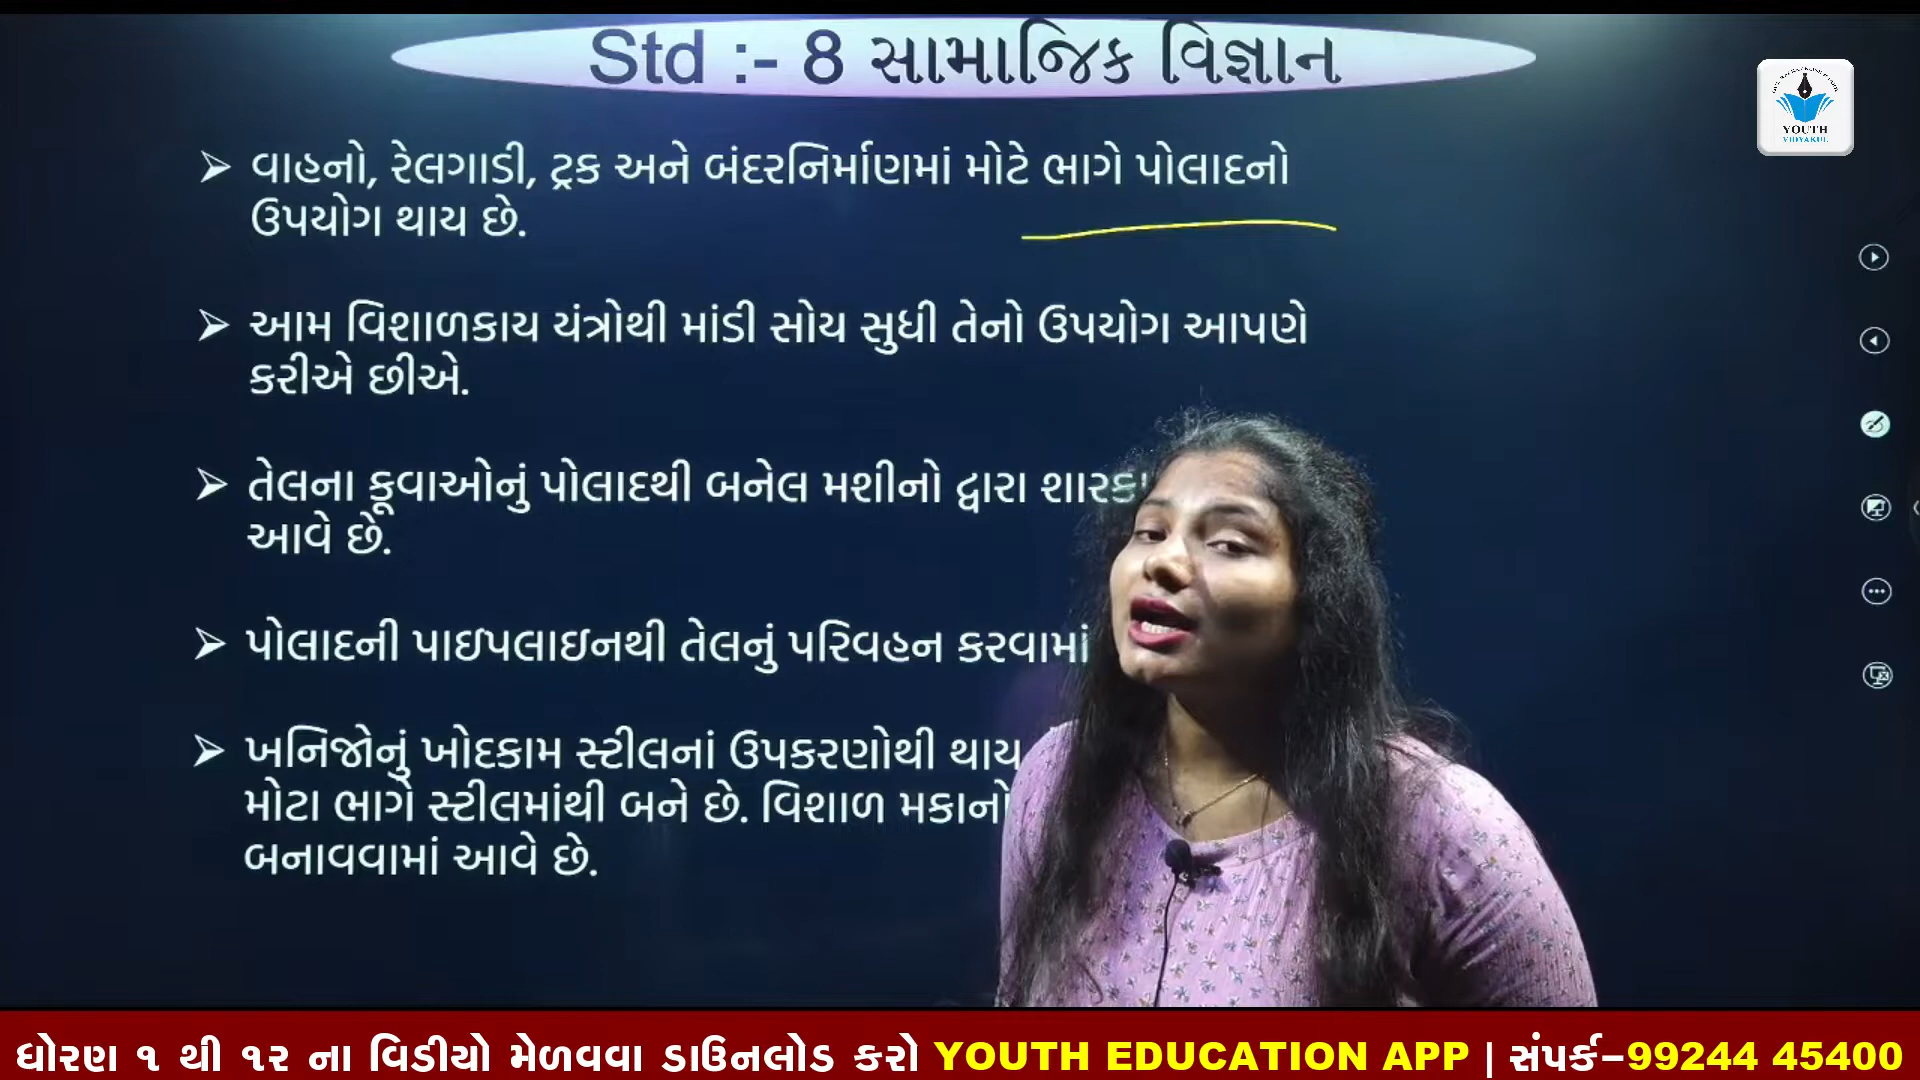 Std :- 8 સામાજિક વિજ્ઞાન
YOUTH
VIDYAKUL
➢ વાહનો, રેલગાડી, ટ્રક અને બંદરનિર્માણમાં મોટે ભાગે પોલાદનો
ઉપયોગ થાય છે.
➢ આમ વિશાળકાય યંત્રોથી માંડી સોય સુધી તેનો ઉપયોગ આપણે
કરીએ છીએ.
➢ તેલના કૂવાઓનું પોલાદથી બનેલ મશીનો દ્વારા
આવે છે.
➢ પોલાદની પાઇપલાઇનથી તેલનું પરિવહન કરવામાં
➢ ખનિજોનું ખોદકામ સ્ટીલનાં ઉપકરણોથી થાય
મોટા ભાગે સ્ટીલમાંથી બને છે. વિશાળ મકાનો
બનાવવામાં આવે છે.
ધોરણ ૧ થી ૧૨ ના વિડીયો મેળવવા ડાઉનલોડ કરો YOUTH EDUCATION APP | સંપર્ક–99244 45400